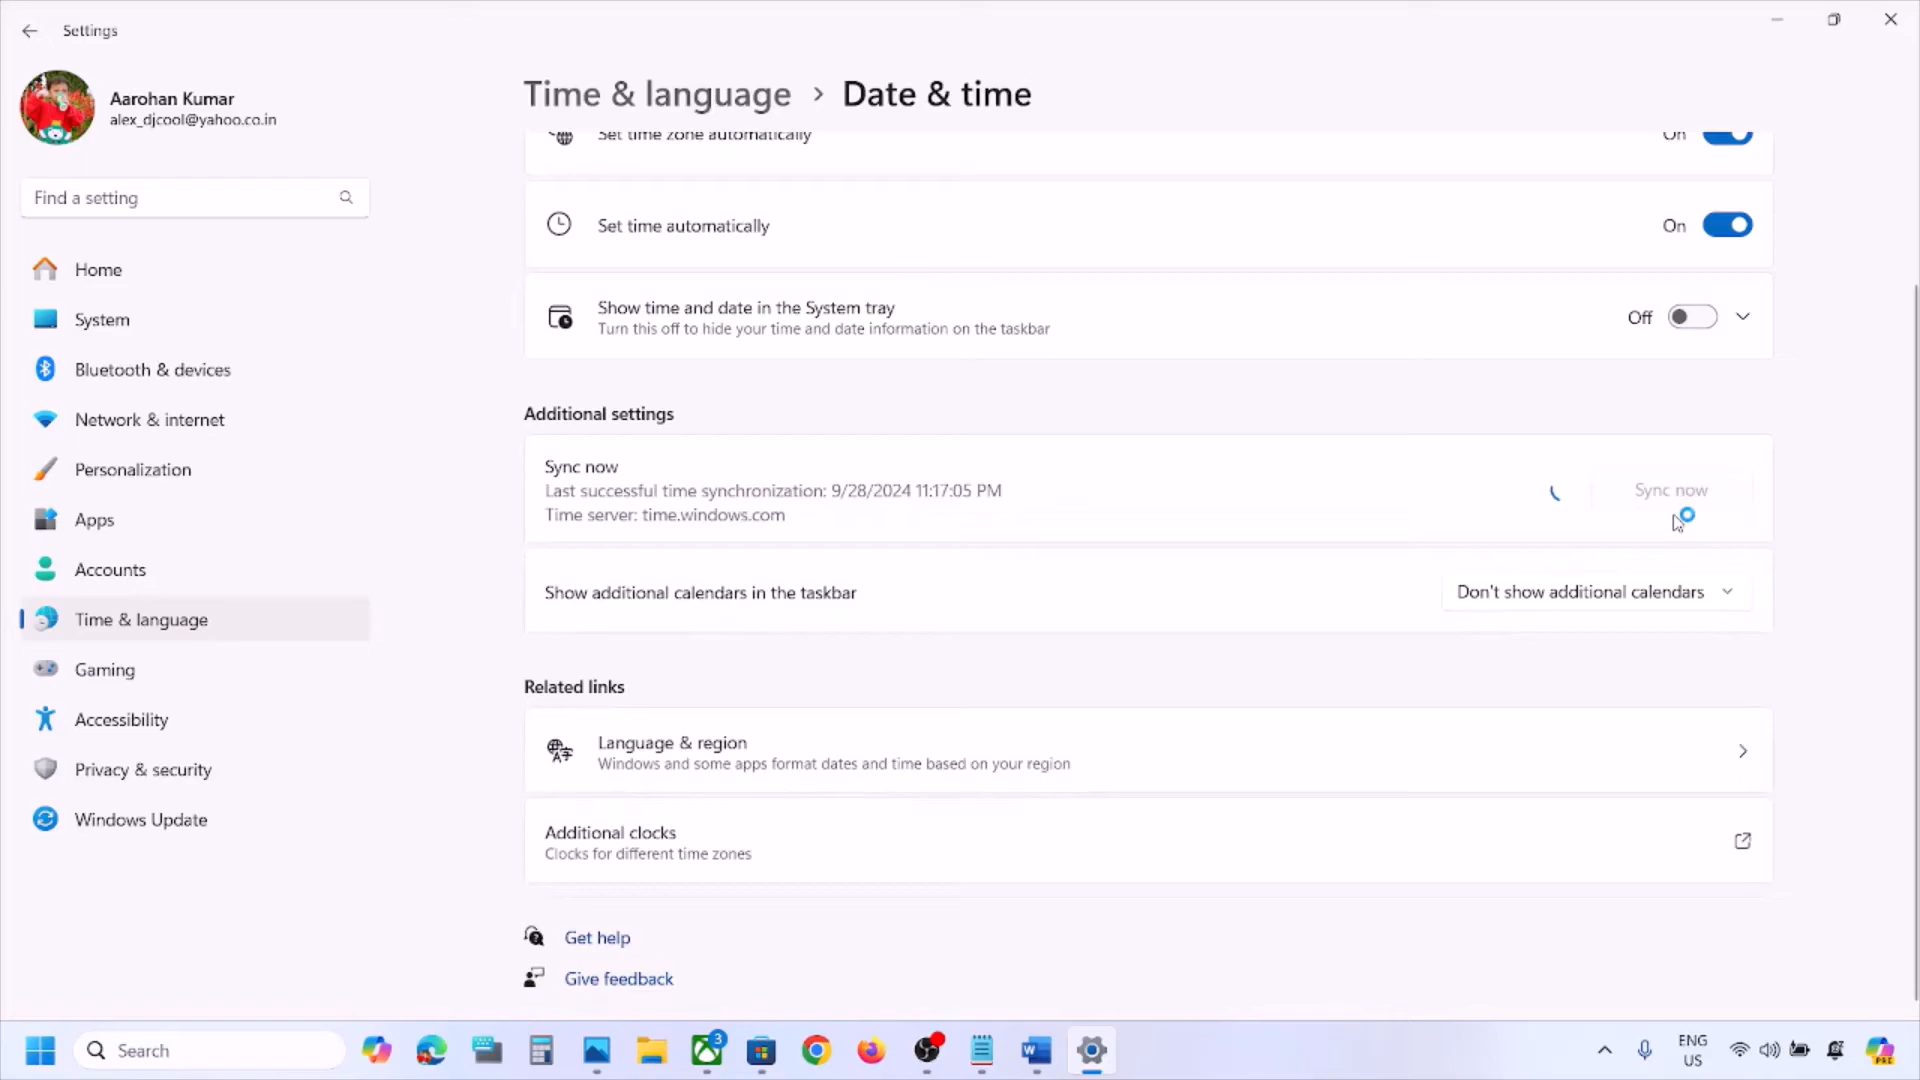 Settings
Aarohan Kumar
alex_djcool@yahoo.co.in
Find a setting
Home
System
Bluetooth & devices
Network & internet
Personalization
Apps
Accounts
Time & language
Gaming
Accessibility
Privacy & security
Windows Update
Time & language > Date & time
Set time zone automatically
On
Set time automatically
On
Show time and date in the System tray
Turn this off to hide your time and date information on the taskbar
Off
Additional settings
Sync now
Last successful time synchronization: 9/28/2024 11:17:05 PM
Time server: time.windows.com
Sync now
Show additional calendars in the taskbar
Don't show additional calendars
Related links
Language & region
Windows and some apps format dates and time based on your region
Additional clocks
Clocks for different time zones
Get help
Give feedback
Search
3
ENG
US
PRE